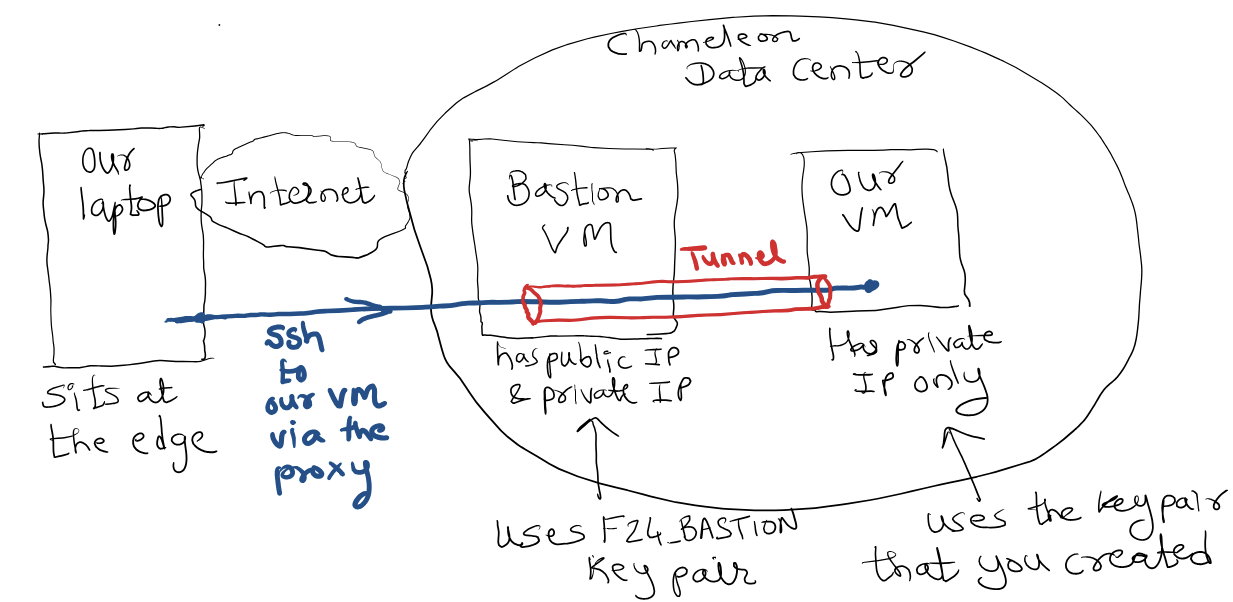 Chameleon
Data Center
our
laptop
Internet
Bastion
VM
our
VM
Tunnel
ssh
to
our VM
via the
proxy
has public IP
& private IP
Has private
IP only
Sits at
the edge
uses F24_BASTION
Key pair
uses the key pair
that you created